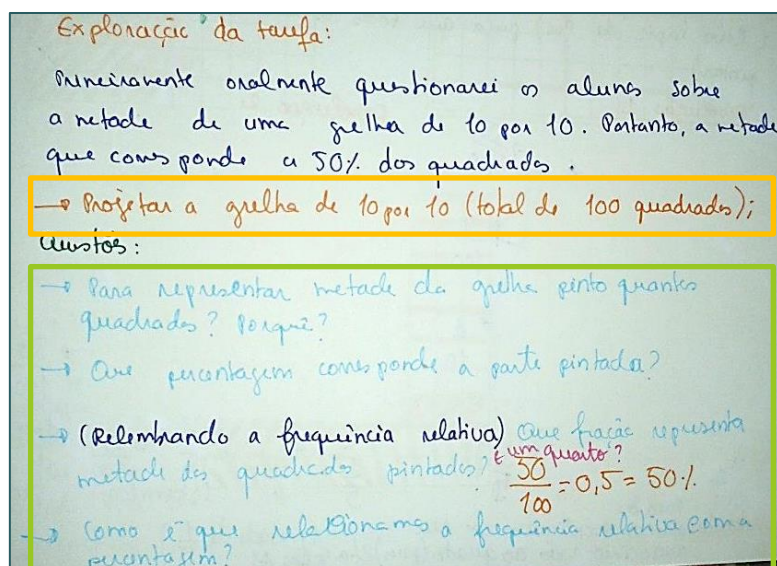 Exploração da tarefa:
Primeiramente oralmente questionarei os alunos sobre
a metade de uma grelha de 10 por 10. Portanto, a metade
que corresponde a 50% dos quadrados.
→ Projetar a grelha de 10 por 10 (total de 100 quadrados);
Questões:
→ Para representar metade da grelha pinto quantos
quadrados? Porquê?
→ Que percentagem corresponde a parte pintada?
→ (Relembrando a frequência relativa) Que fração representa
metade dos quadrados pintados? É um quarto?
50/100 = 0,5 = 50%
→ Como é que relacionamos a frequência relativa com a
percentagem?